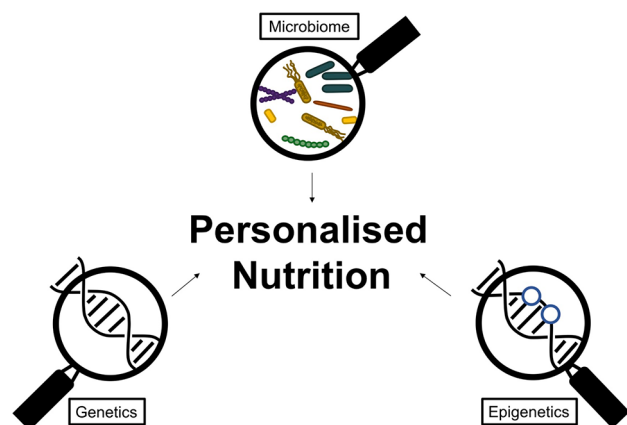 Microbiome
Personalised
Nutrition
Genetics
Epigenetics